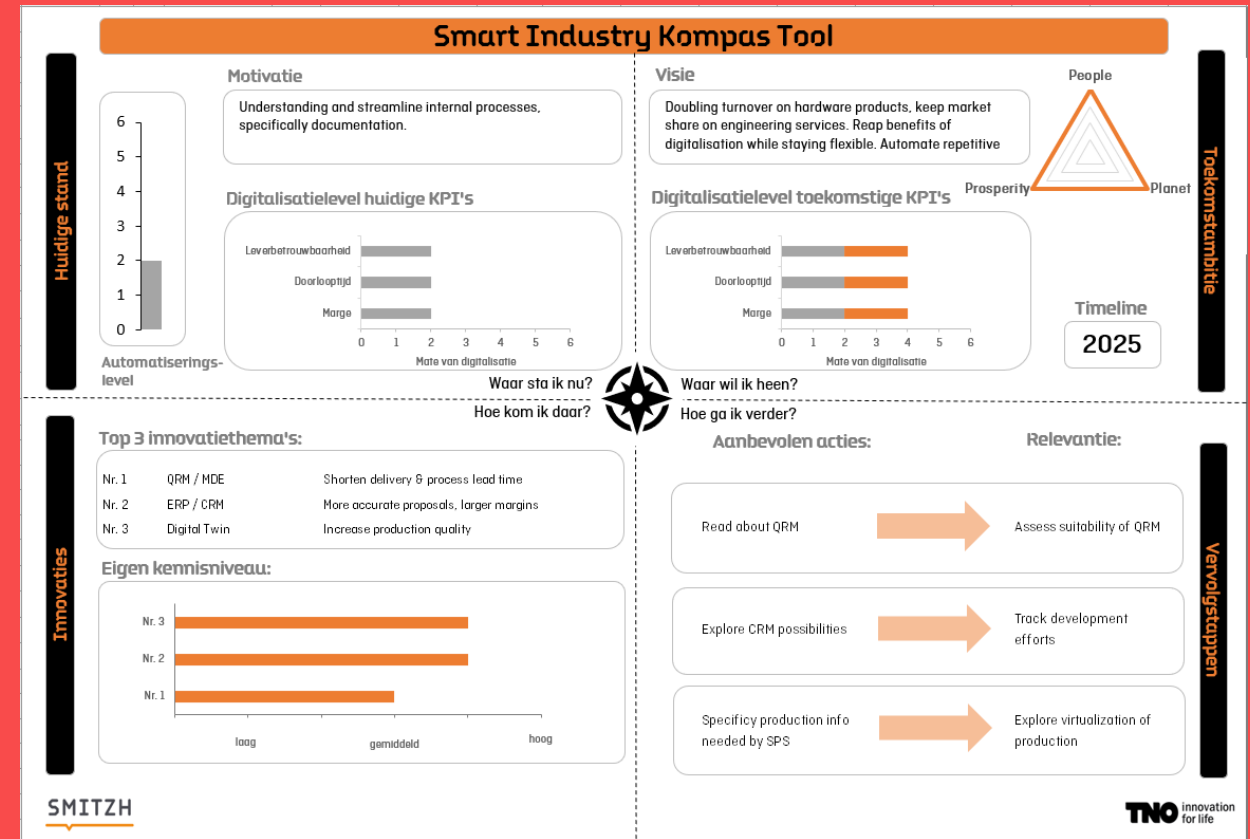 Smart Industry Kompas Tool
Huidige stand
6
5
4
3
2
1
0
Automatiserings-
level
Motivatie
Understanding and streamline internal processes,
specifically documentation.
Digitalisatielevel huidige KPI's
Leverbetrouwbaarheid
Doorlooptijd
Marge
0 1 2 3 4 5 6
Mate van digitalisatie
Waar sta ik nu?
Visie
Doubling turnover on hardware products, keep market
share on engineering services. Reap benefits of
digitalisation while staying flexible. Automate repetitive
People
Prosperity
Planet
Digitalisatielevel toekomstige KPI's
Leverbetrouwbaarheid
Doorlooptijd
Marge
0 1 2 3 4 5 6
Mate van digitalisatie
Timeline
2025
Toekomstambitie
Waar wil ik heen?
Hoe kom ik daar?
Innovaties
Top 3 innovatiethema's:
Nr. 1 QRM / MDE Shorten delivery & process lead time
Nr. 2 ERP / CRM More accurate proposals, larger margins
Nr. 3 Digital Twin Increase production quality
Eigen kennisniveau:
Nr. 3
Nr. 2
Nr. 1
laag gemiddeld hoog
Hoe ga ik verder?
Aanbevolen acties: Relevantie:
Read about QRM
Assess suitability of QRM
Explore CRM possibilities
Track development
efforts
Specificy production info
needed by SPS
Explore virtualization of
production
Vervolgstappen
SMITZH
TNO innovation
for life